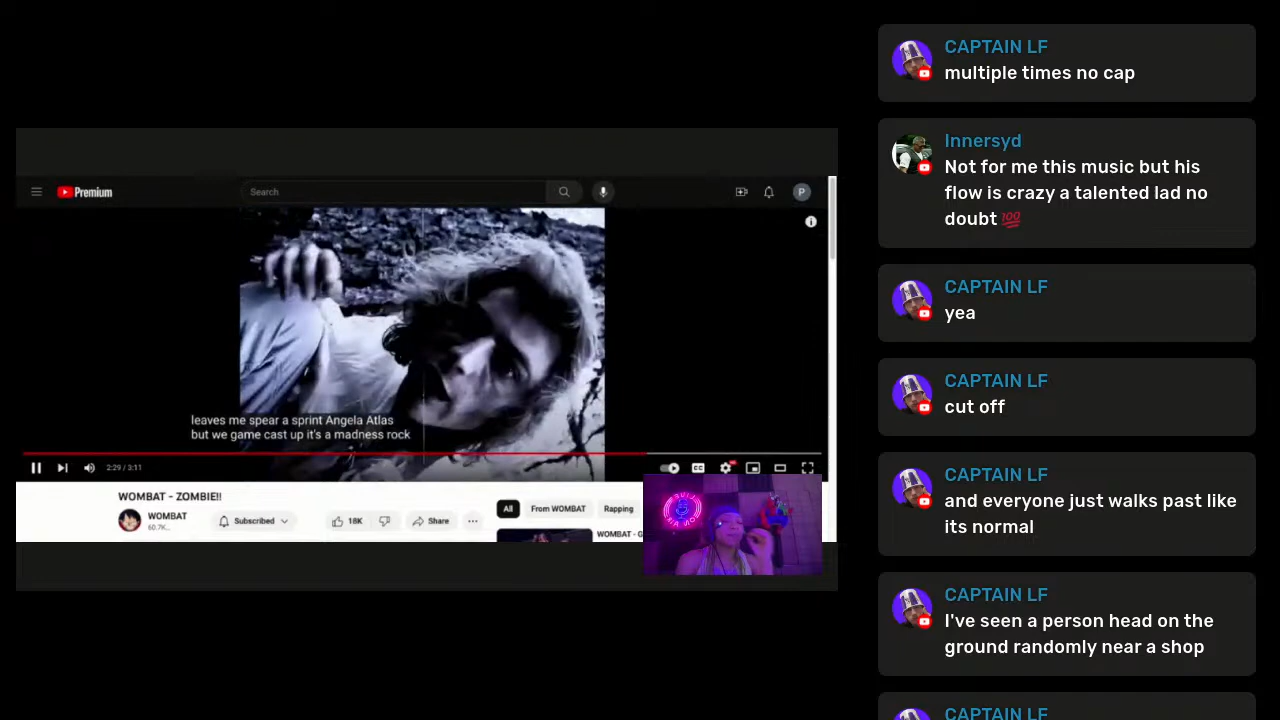 Premium
Search
P
leaves me spear a sprint Angela Atlas
but we game cast up it's a madness rock
2:29 / 3:11
CC
WOMBAT - ZOMBIE!!
WOMBAT
60.7K...
Subscribed
18K
Share
All
From WOMBAT
Rapping
WOMBAT - G
CAPTAIN LF
multiple times no cap
Innersyd
Not for me this music but his
flow is crazy a talented lad no
doubt 💯
CAPTAIN LF
yea
CAPTAIN LF
cut off
CAPTAIN LF
and everyone just walks past like
its normal
CAPTAIN LF
I've seen a person head on the
ground randomly near a shop
CAPTAIN LF